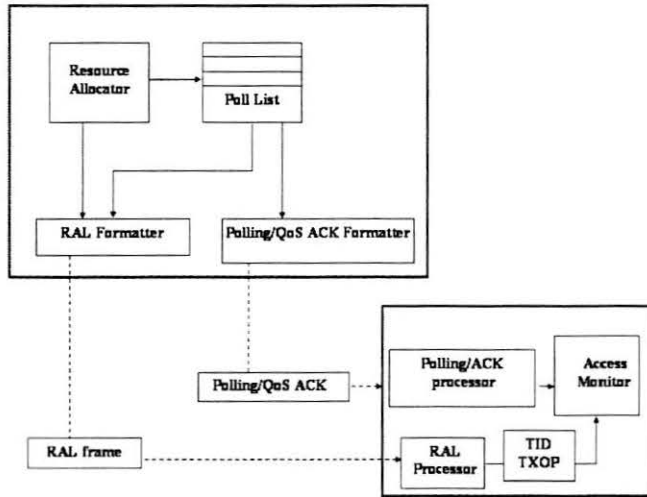 Resource
Allocator
Poll List
RAL Formatter
Polling/QoS ACK Formatter
Polling/QoS ACK
Polling/ACK
processor
Access
Monitor
RAL frame
RAL
Processor
TID
TXOP